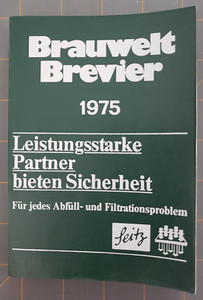 Brauwelt
Brevier
1975
Leistungsstarke
Partner
bieten Sicherheit
Für jedes Abfüll- und Filtrationsproblem
Seitz